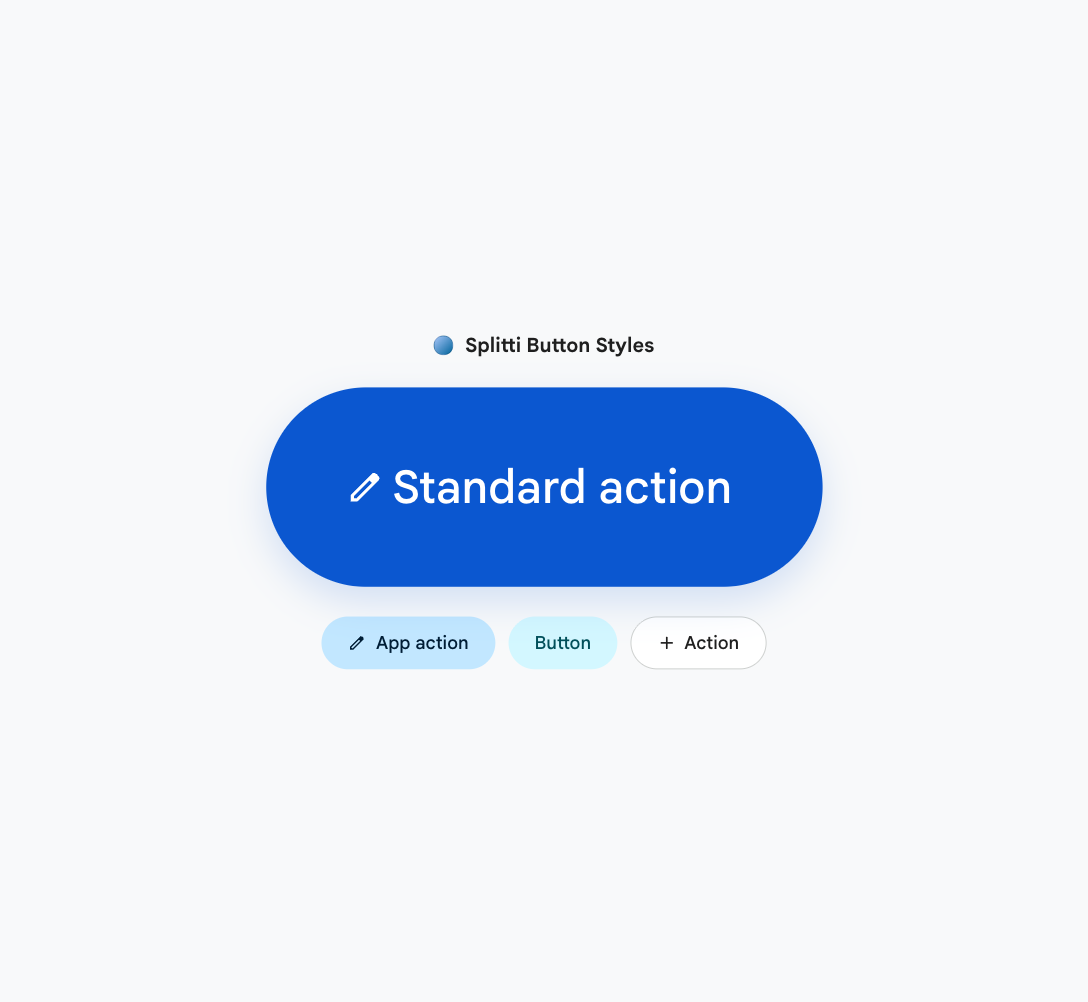 Splitti Button Styles
Standard action
App action
Button
Action